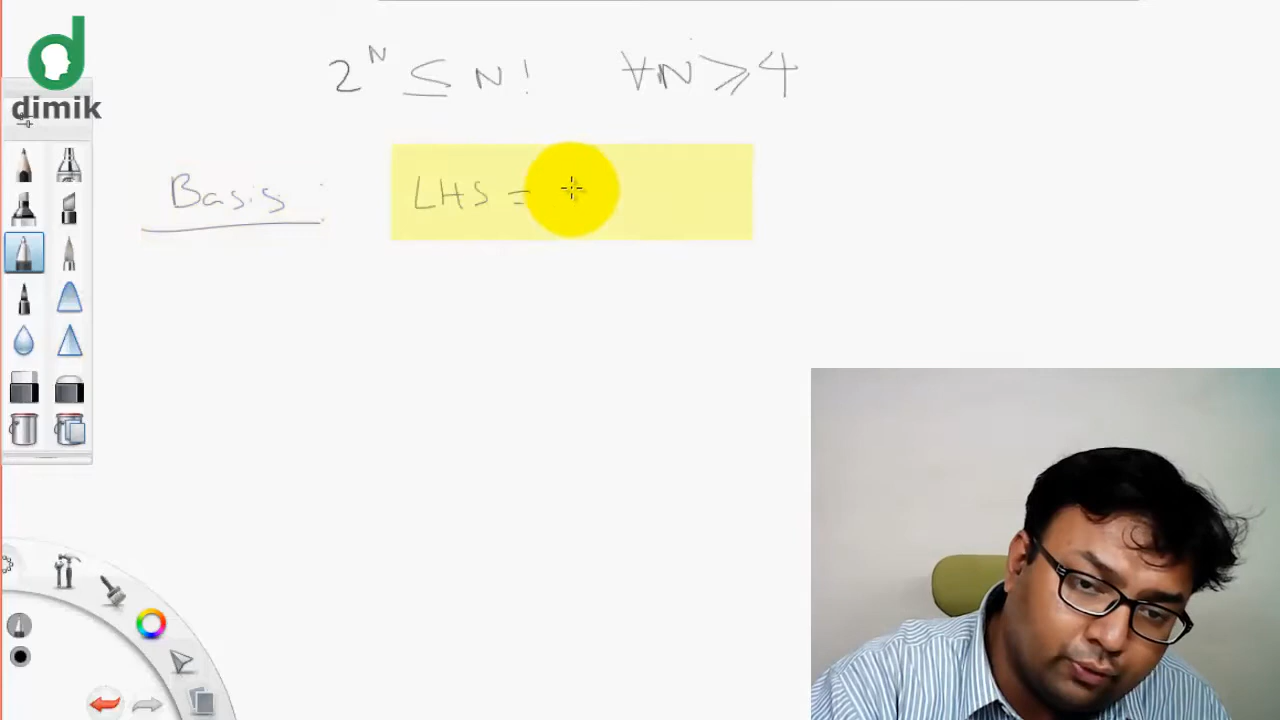 dimik
2^N ≤ N! ∀N ≥ 4
Basis : LHS =